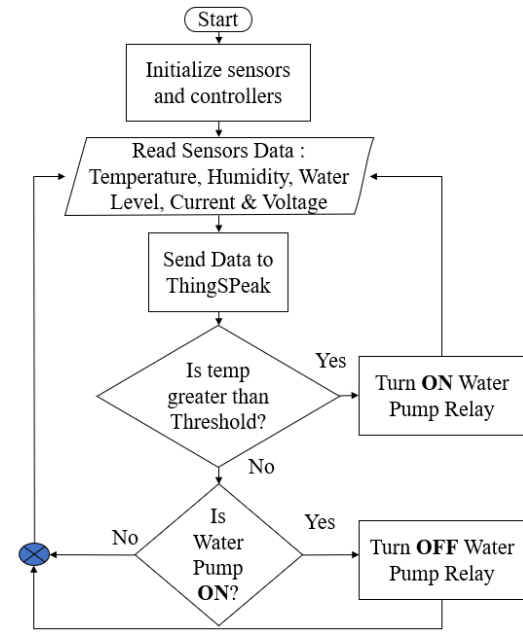 Start
Initialize sensors
and controllers
Read Sensors Data :
Temperature, Humidity, Water
Level, Current & Voltage
Send Data to
ThingSPeak
Is temp
greater than
Threshold?
Yes
Turn ON Water
Pump Relay
No
Is
Water
Pump
ON?
No
Yes
Turn OFF Water
Pump Relay